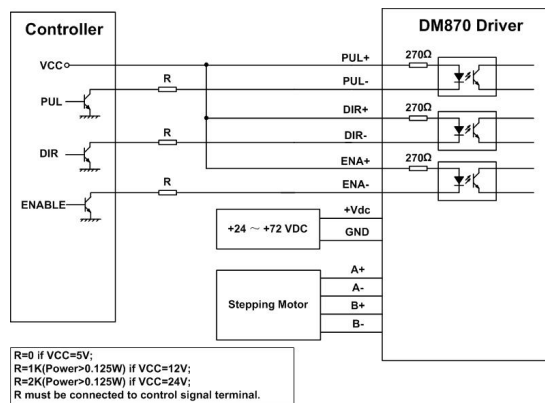 Controller
DM870 Driver
VCC
PUL
DIR
ENABLE
R
R
R
PUL+
PUL-
DIR+
DIR-
ENA+
ENA-
270Ω
270Ω
270Ω
+24 ～ +72 VDC
+Vdc
GND
Stepping Motor
A+
A-
B+
B-
R=0 if VCC=5V;
R=1K(Power>0.125W) if VCC=12V;
R=2K(Power>0.125W) if VCC=24V;
R must be connected to control signal terminal.